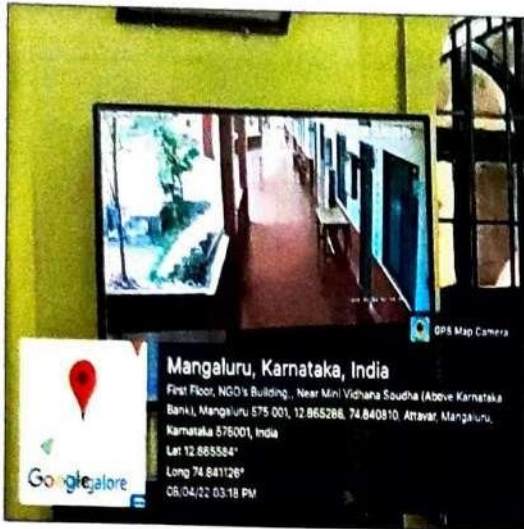 GPS Map Camera
Mangaluru, Karnataka, India
First Floor, NGO's Building., Near Mini Vidhana Soudha (Above Karnataka
Bank), Mangaluru 575 001, 12.865286, 74.840810, Attavar, Mangaluru,
Karnataka 575001, India
Lat 12.865584°
Long 74.841126°
06/04/22 03:18 PM
Google
galore